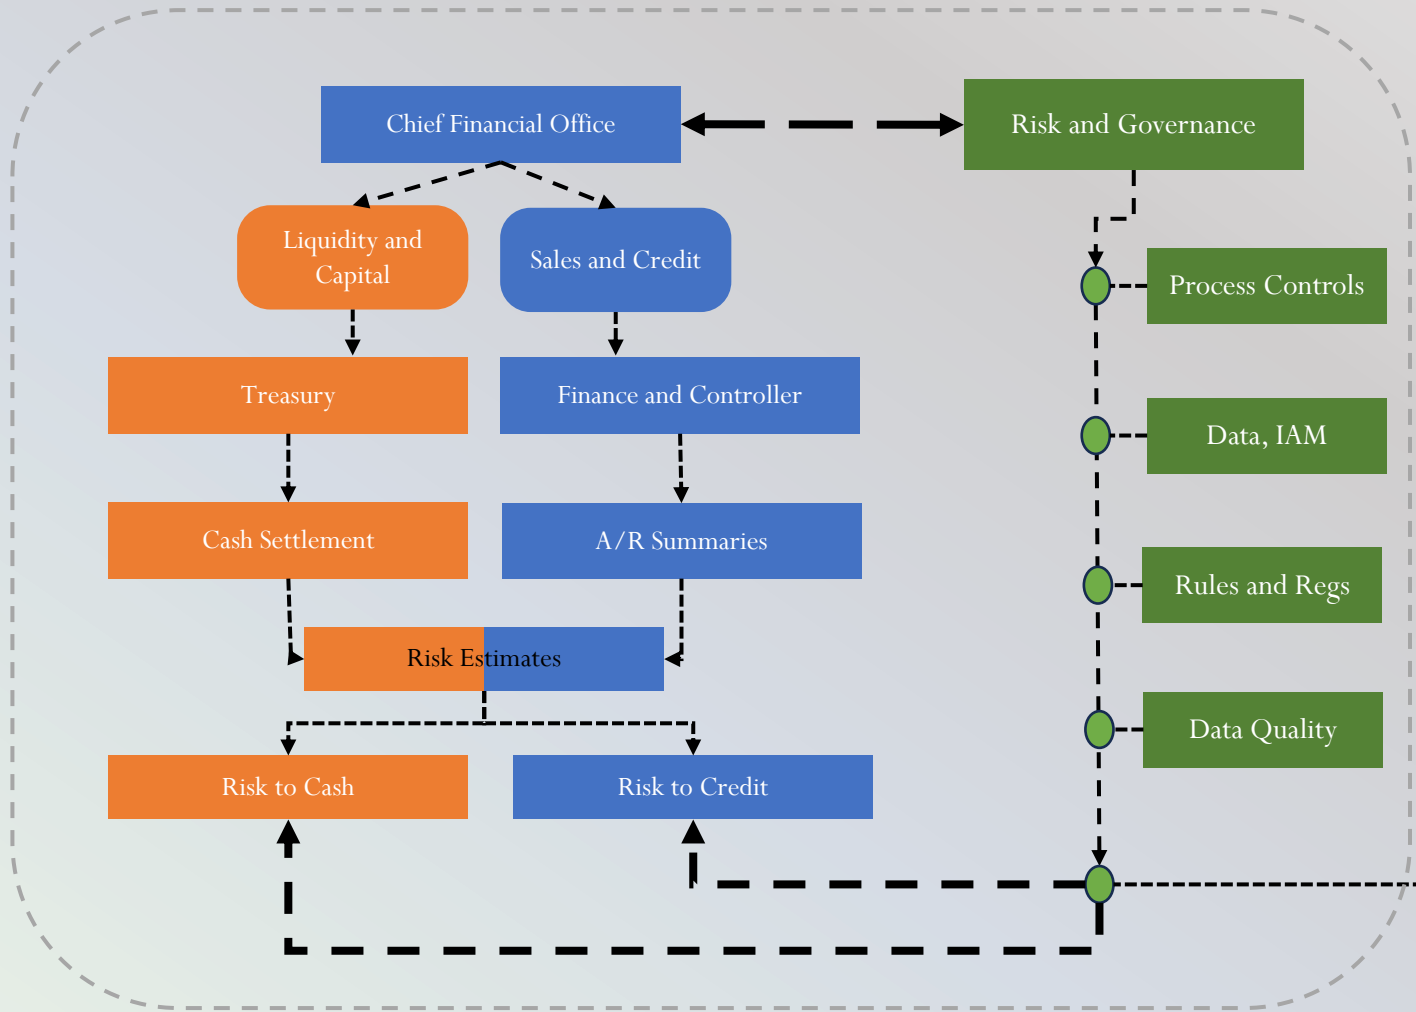 Chief Financial Office
Risk and Governance
Liquidity and
Capital
Sales and Credit
Process Controls
Treasury
Finance and Controller
Data, IAM
Cash Settlement
A/R Summaries
Rules and Regs
Risk Estimates
Data Quality
Risk to Cash
Risk to Credit